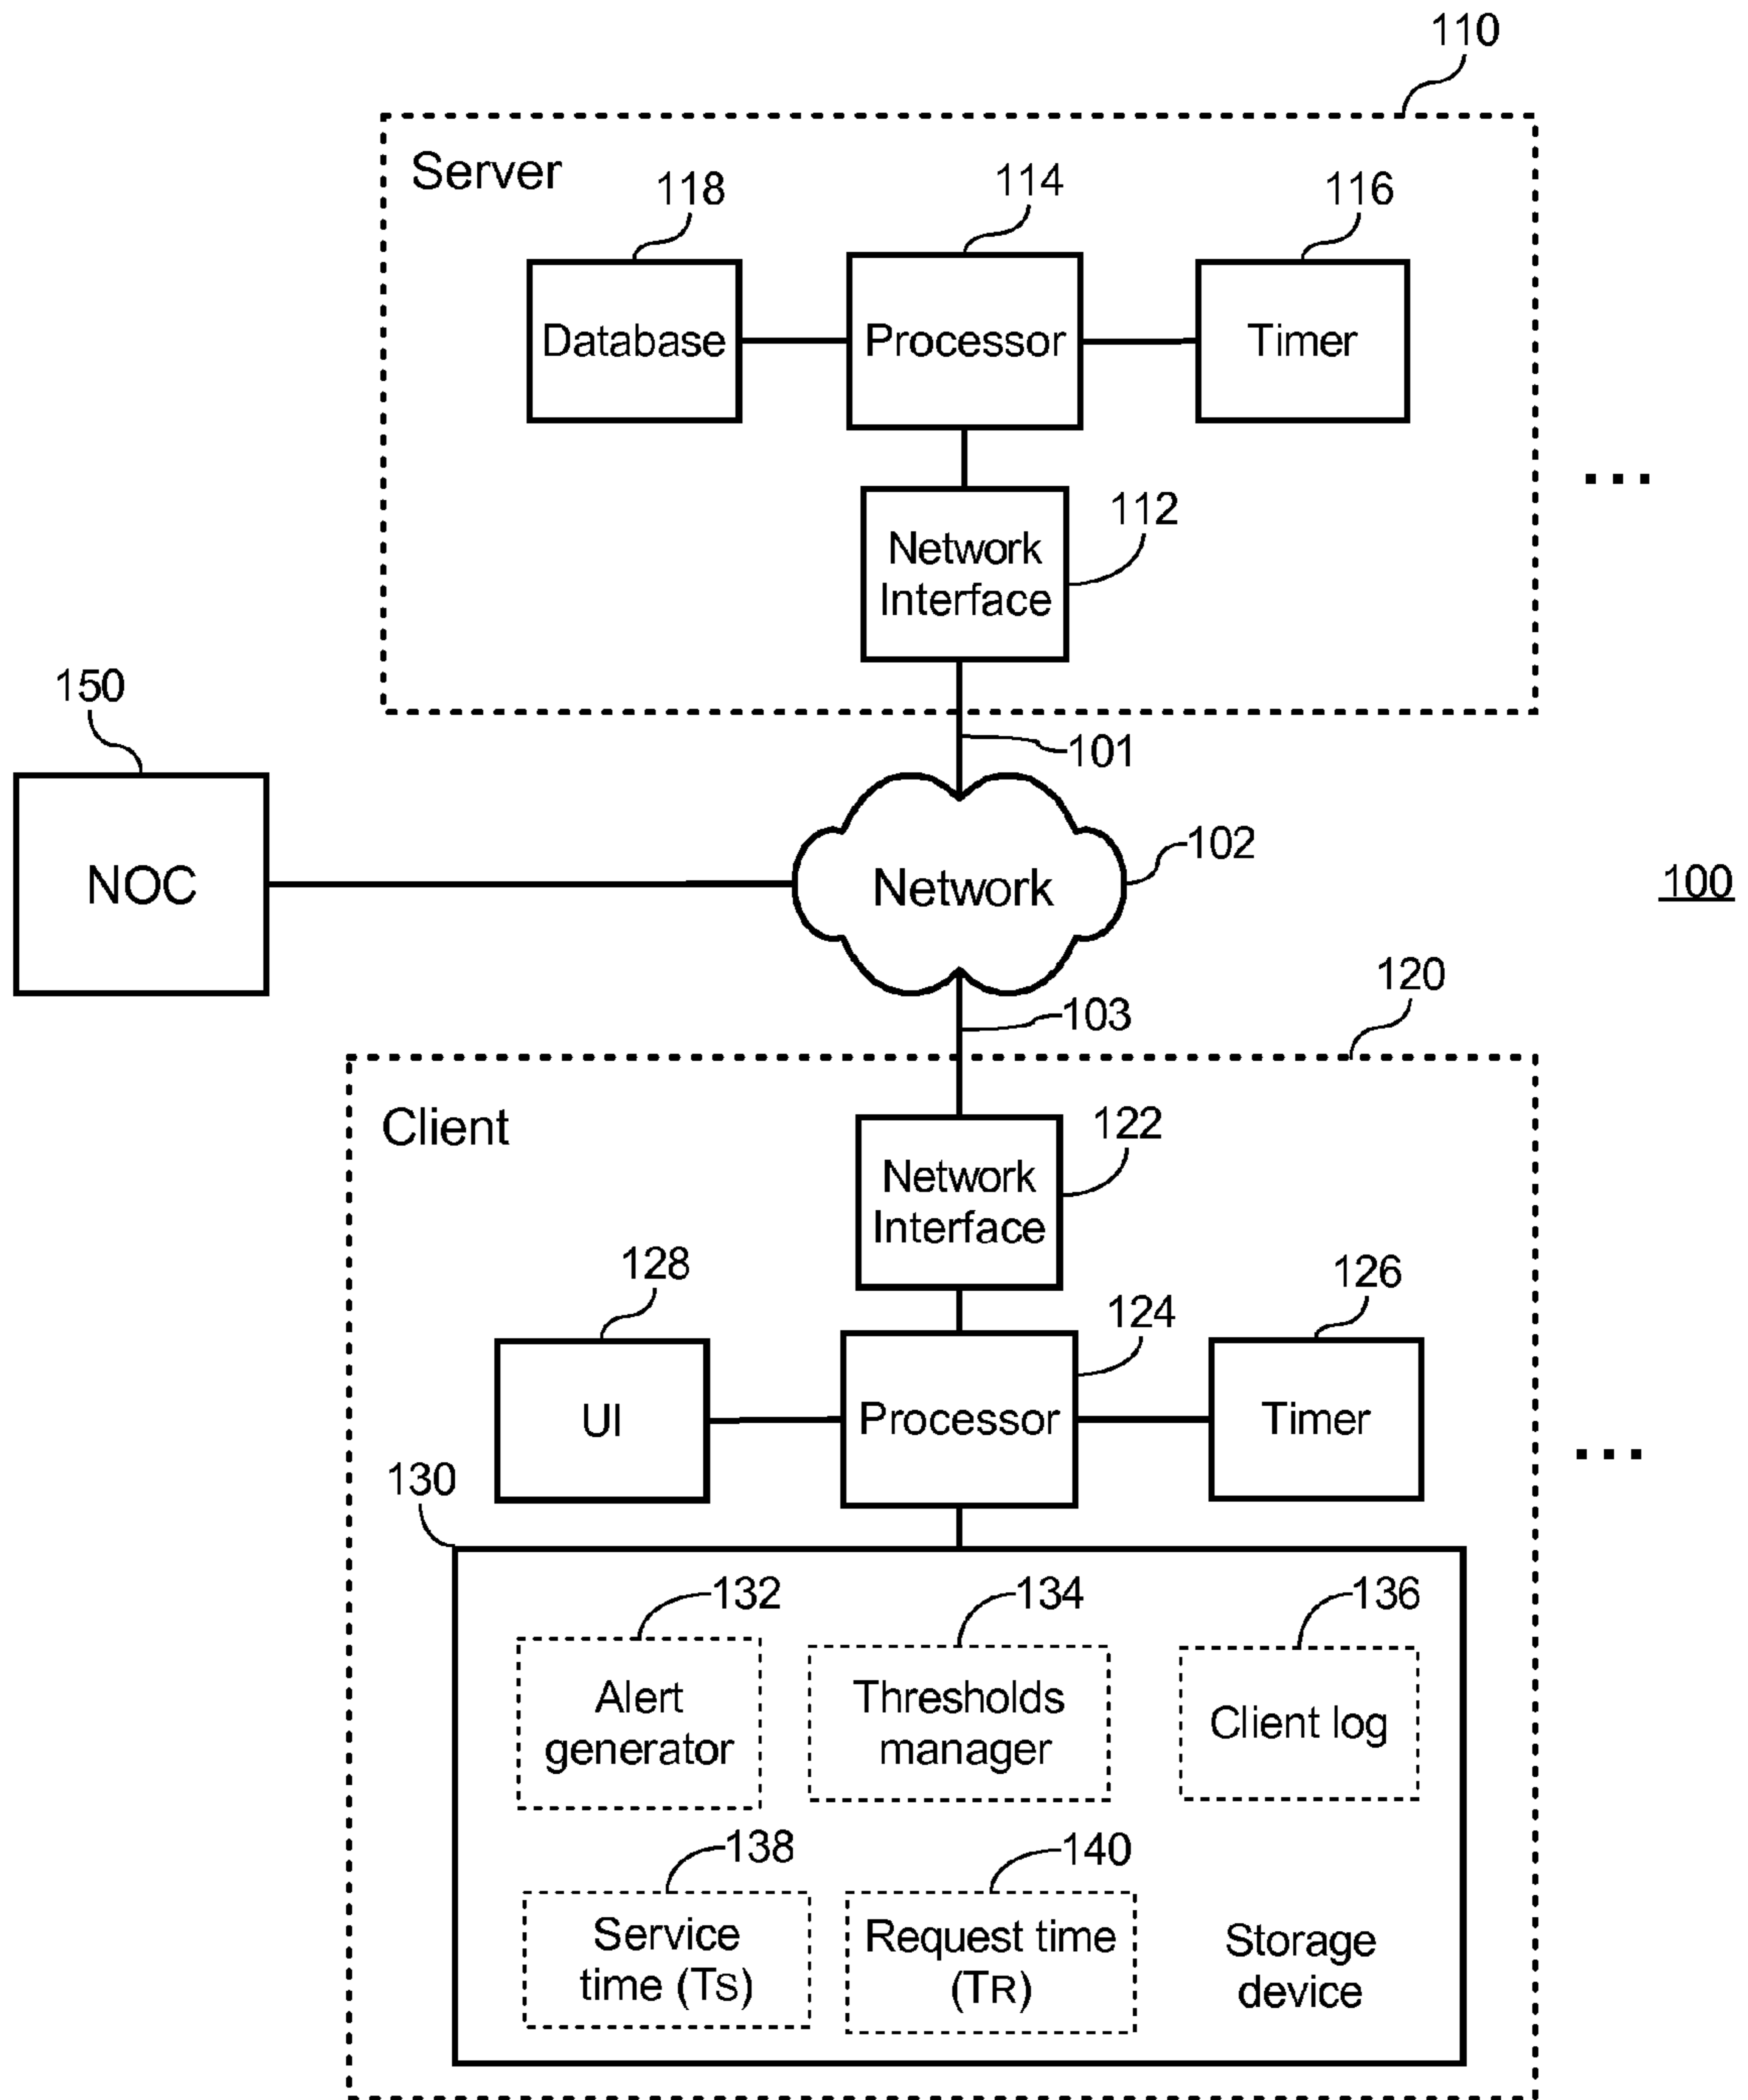 110
Server
118
114
116
Database
Processor
Timer
...
112
Network
Interface
150
101
NOC
Network
102
100
120
103
Client
122
Network
Interface
128
124
126
UI
Processor
Timer
...
130
132
134
136
Alert
generator
Thresholds
manager
Client log
138
140
Service
time (TS)
Request time
(TR)
Storage
device